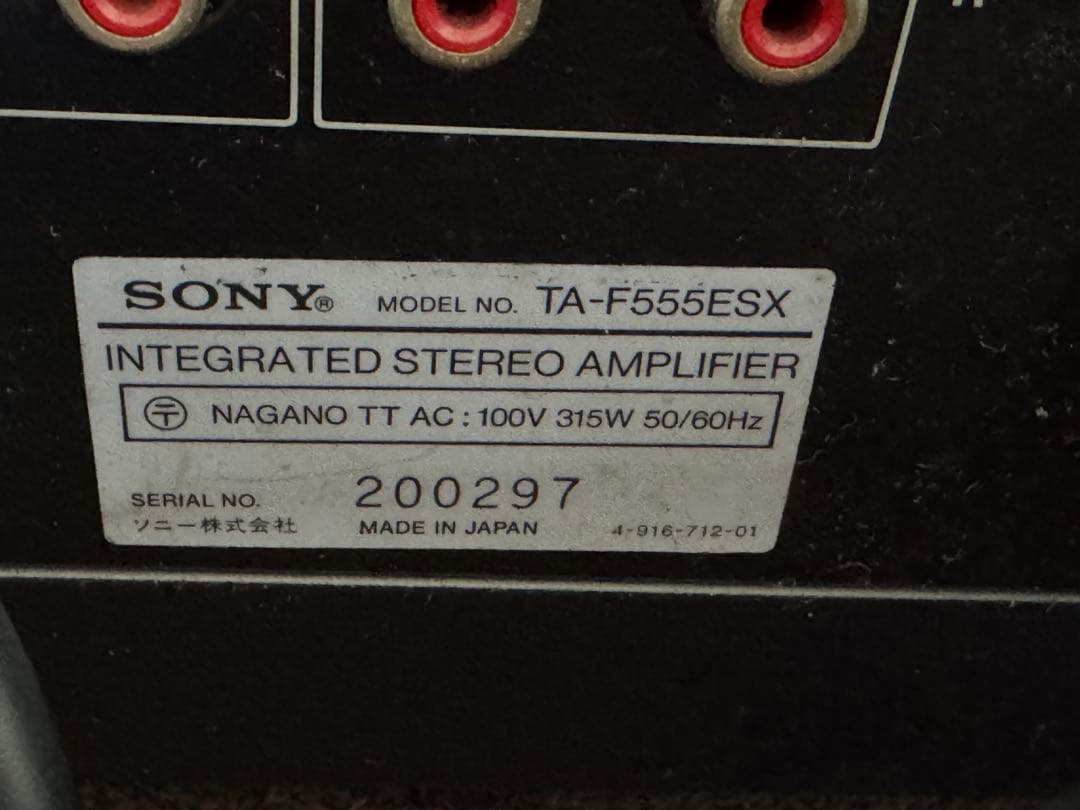 SONY® MODEL NO. TA-F555ESX
INTEGRATED STEREO AMPLIFIER
〒 NAGANO TT AC : 100V 315W 50/60Hz
SERIAL NO. 200297
ソニー株式会社 MADE IN JAPAN 4-916-712-01